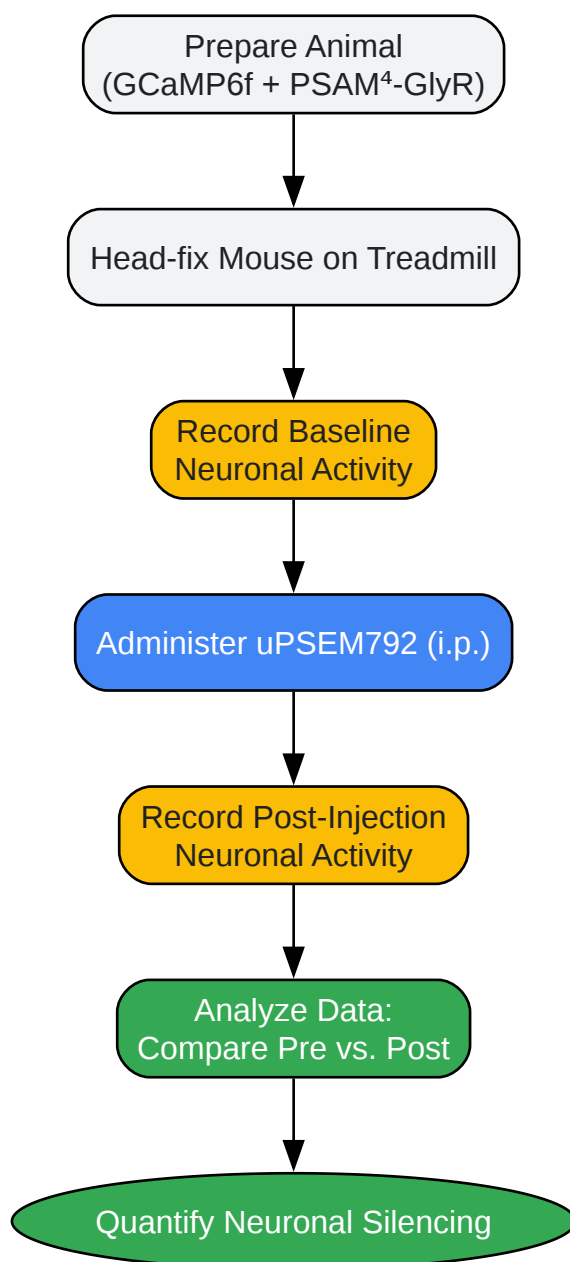 Prepare Animal
(GCaMP6f + PSAM⁴-GlyR)
Head-fix Mouse on Treadmill
Record Baseline
Neuronal Activity
Administer uPSEM792 (i.p.)
Record Post-Injection
Neuronal Activity
Analyze Data:
Compare Pre vs. Post
Quantify Neuronal Silencing